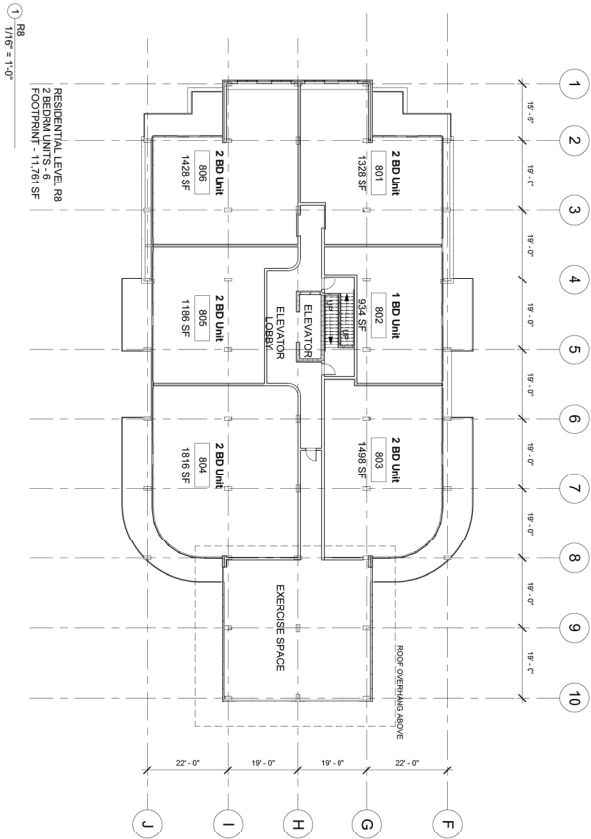 1
R8
1/16" = 1'-0"
RESIDENTIAL LEVEL R8
2 BEDRM UNITS - 6
FOOTPRINT - 11,761 SF
1
2
3
4
5
6
7
8
9
10
15' - 6"
19' - 0"
19' - 0"
19' - 0"
19' - 0"
19' - 0"
19' - 0"
19' - 0"
19' - 0"
2 BD Unit
801
1328 SF
2 BD Unit
806
1428 SF
1 BD Unit
802
934 SF
UP
UP
ELEVATOR
ELEVATOR
LOBBY
2 BD Unit
805
1186 SF
2 BD Unit
803
1498 SF
2 BD Unit
804
1816 SF
EXERCISE SPACE
ROOF OVERHANG ABOVE
22' - 0"
19' - 0"
19' - 0"
22' - 0"
J
I
H
G
F